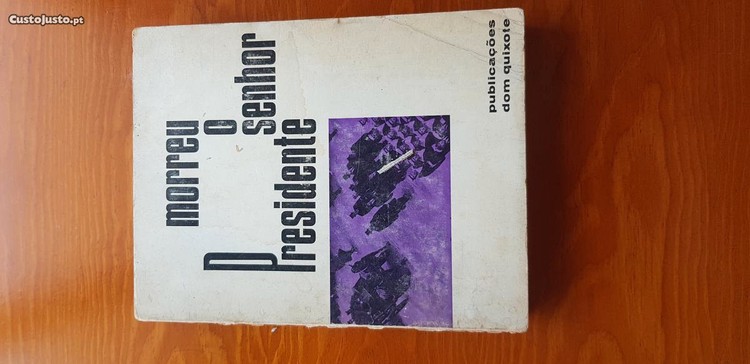 CustoJusto.pt
morreu
o
senhor
Presidente
publicações
dom quixote